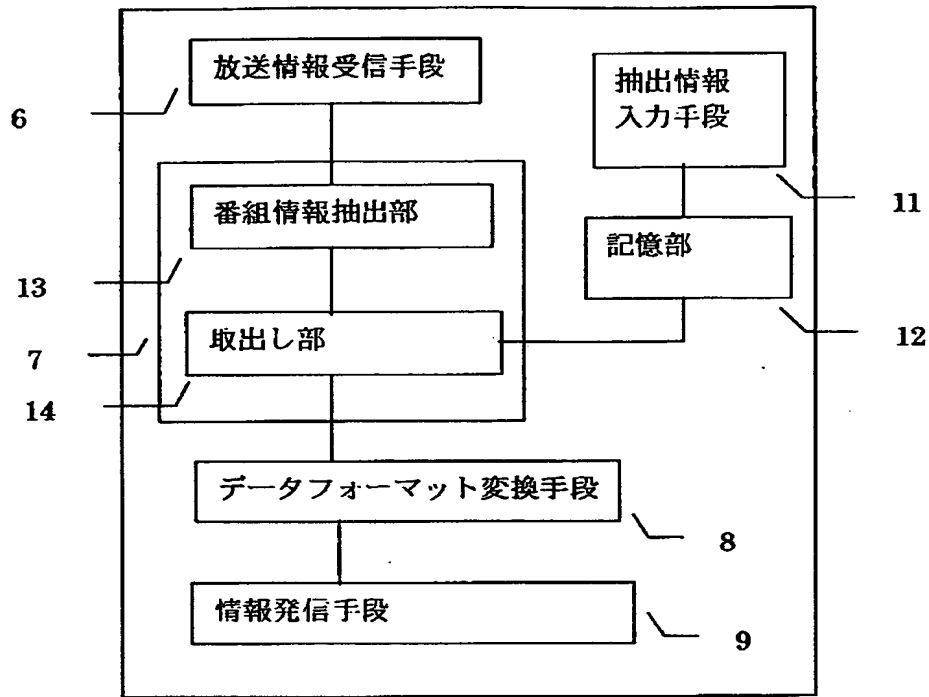 放送情報受信手段
抽出情報
入力手段
6
11
番組情報抽出部
記憶部
13
12
取出し部
7
14
データフォーマット変換手段
8
情報発信手段
9